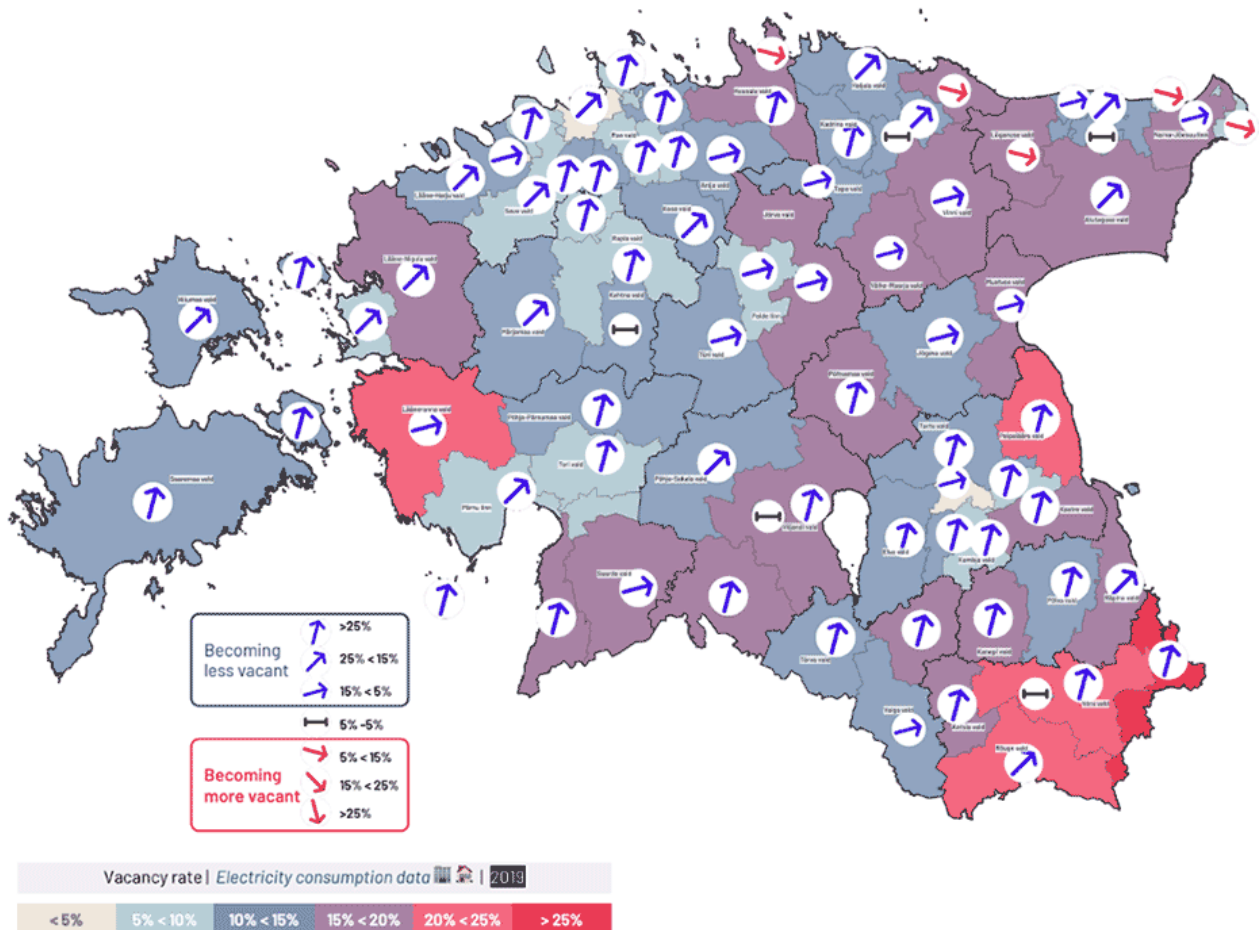 Kuusalu vald
Haljala vald
Kadrina vald
Rae vald
Lüganuse vald
Narva-Jõesuu linn
Lääne-Harju vald
Anija vald
Tapa vald
Saue vald
Kose vald
Järva vald
Vinni vald
Alutaguse vald
Rapla vald
Lääne-Nigula vald
Väike-Maarja vald
Mustvee vald
Hiiumaa vald
Kehtna vald
Paide linn
Märjamaa vald
Türi vald
Jõgeva vald
Põltsamaa vald
Lääneranna vald
Põhja-Pärnumaa vald
Tartu vald
Peipsiääre vald
Tori vald
Saaremaa vald
Põhja-Sakala vald
Pärnu linn
Viljandi vald
Kastre vald
Elva vald
Kambja vald
Saarde vald
Põlva vald
Räpina vald
Kanepi vald
Tõrva vald
Võru vald
Valga vald
Antsla vald
Rõuge vald
Becoming
less vacant
>25%
25% <15%
15% < 5%
5% -5%
Becoming
more vacant
5% < 15%
15% < 25%
>25%
Vacancy rate | Electricity consumption data | 2019
< 5%
5% < 10%
10% < 15%
15% < 20%
20% < 25%
> 25%